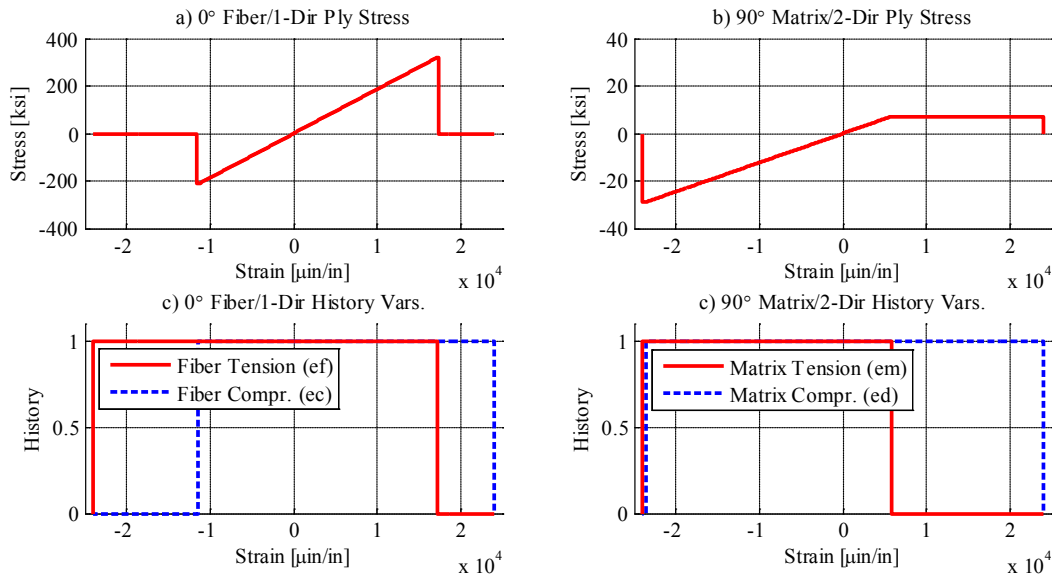 a) 0° Fiber/1-Dir Ply Stress
400
200
0
-200
-400
Stress [ksi]
-2 -1 0 1 2
Strain [µin/in]
x 10^4
b) 90° Matrix/2-Dir Ply Stress
40
20
0
-20
-40
Stress [ksi]
-2 -1 0 1 2
Strain [µin/in]
x 10^4
c) 0° Fiber/1-Dir History Vars.
1
0.5
0
History
Fiber Tension (ef)
Fiber Compr. (ec)
-2 -1 0 1 2
Strain [µin/in]
x 10^4
c) 90° Matrix/2-Dir History Vars.
1
0.5
0
History
Matrix Tension (em)
Matrix Compr. (ed)
-2 -1 0 1 2
Strain [µin/in]
x 10^4